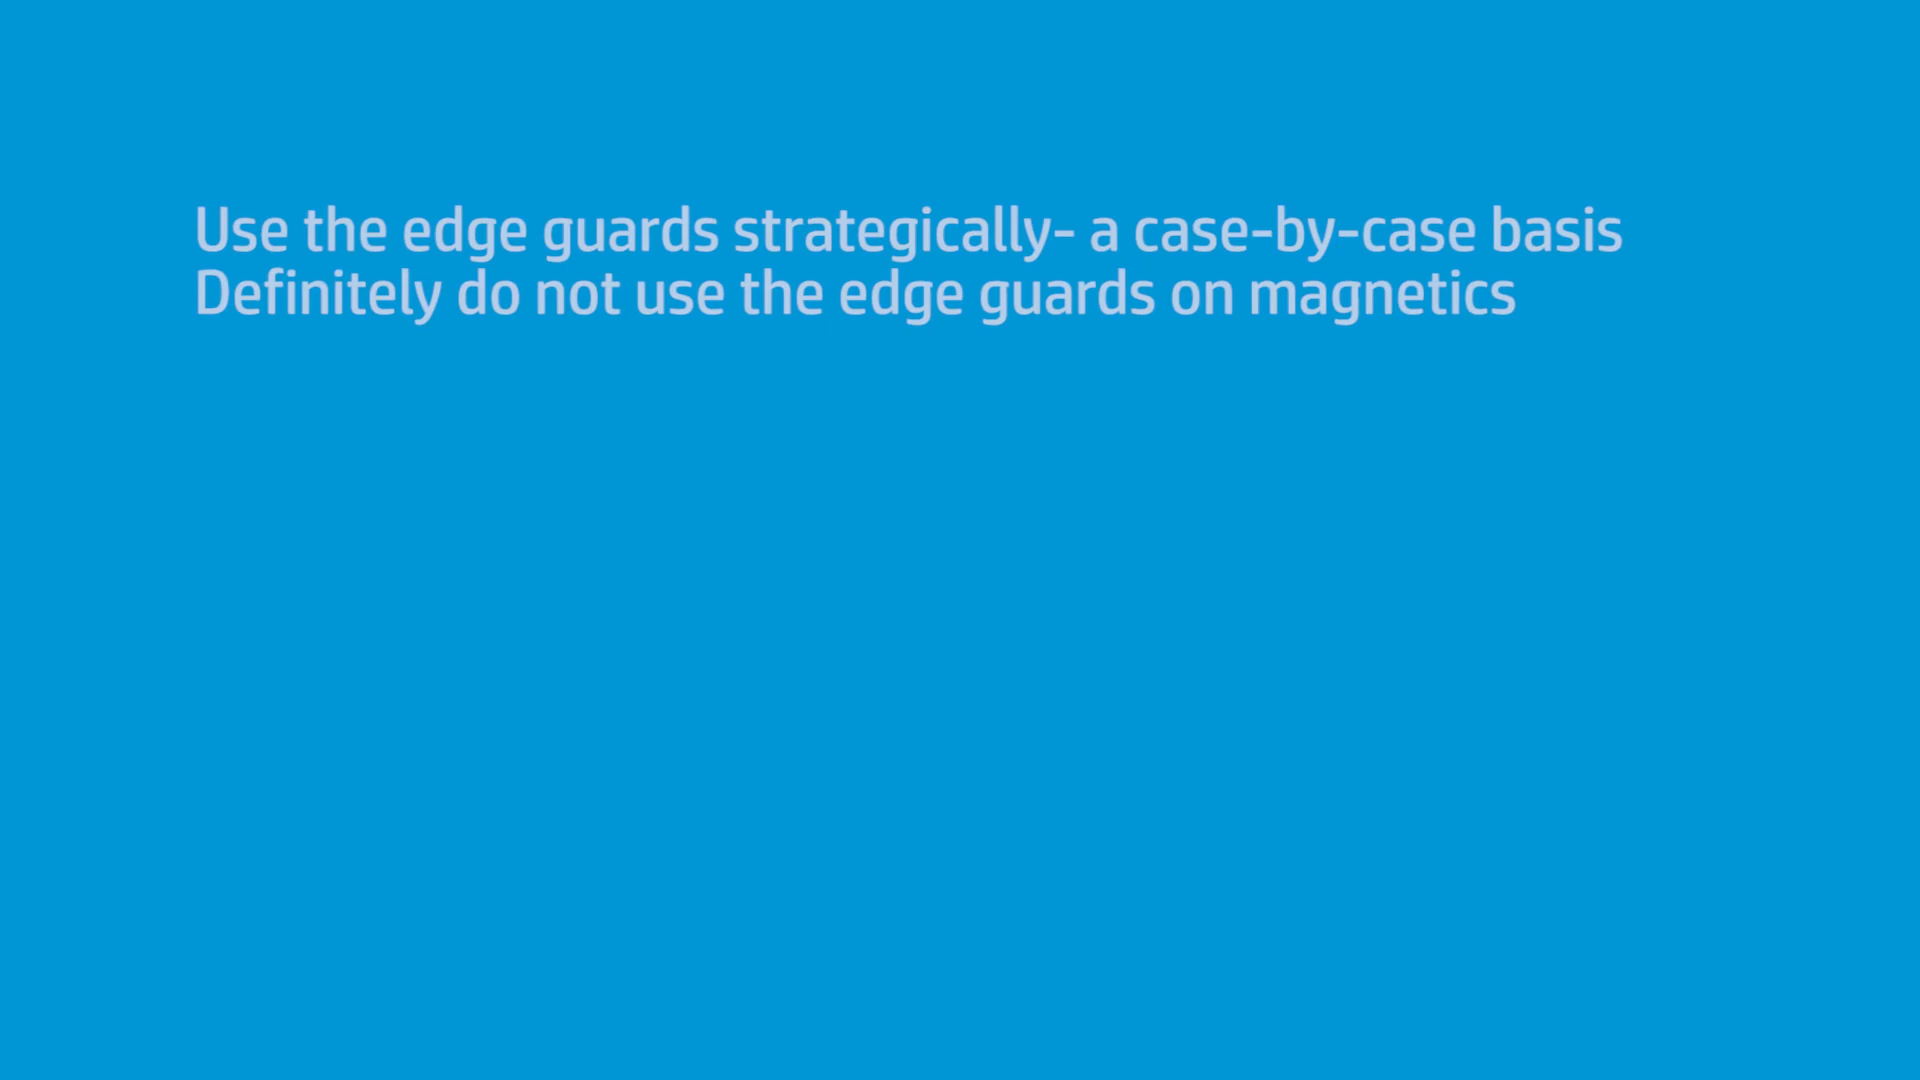 Use the edge guards strategically- a case-by-case basis
Definitely do not use the edge guards on magnetics